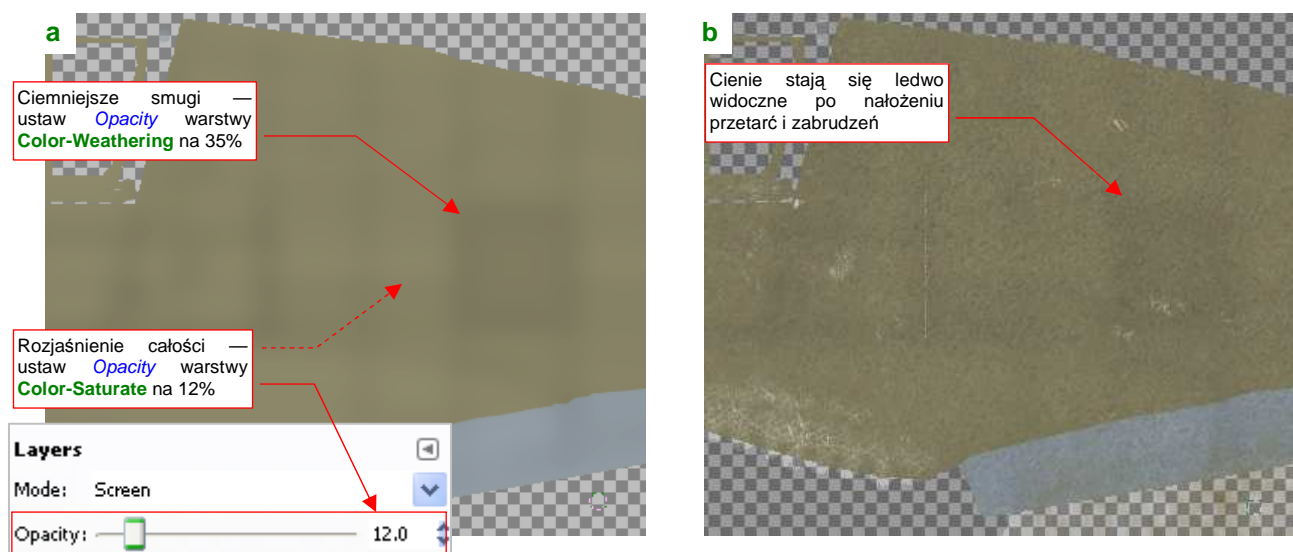 a
Ciemniejsze smugi —
ustaw Opacity warstwy
Color-Weathering na 35%
Rozjaśnienie całości —
ustaw Opacity warstwy
Color-Saturate na 12%
Layers
Mode: Screen
Opacity: 12.0
b
Cienie stają się ledwo
widoczne po nałożeniu
przetarć i zabrudzeń